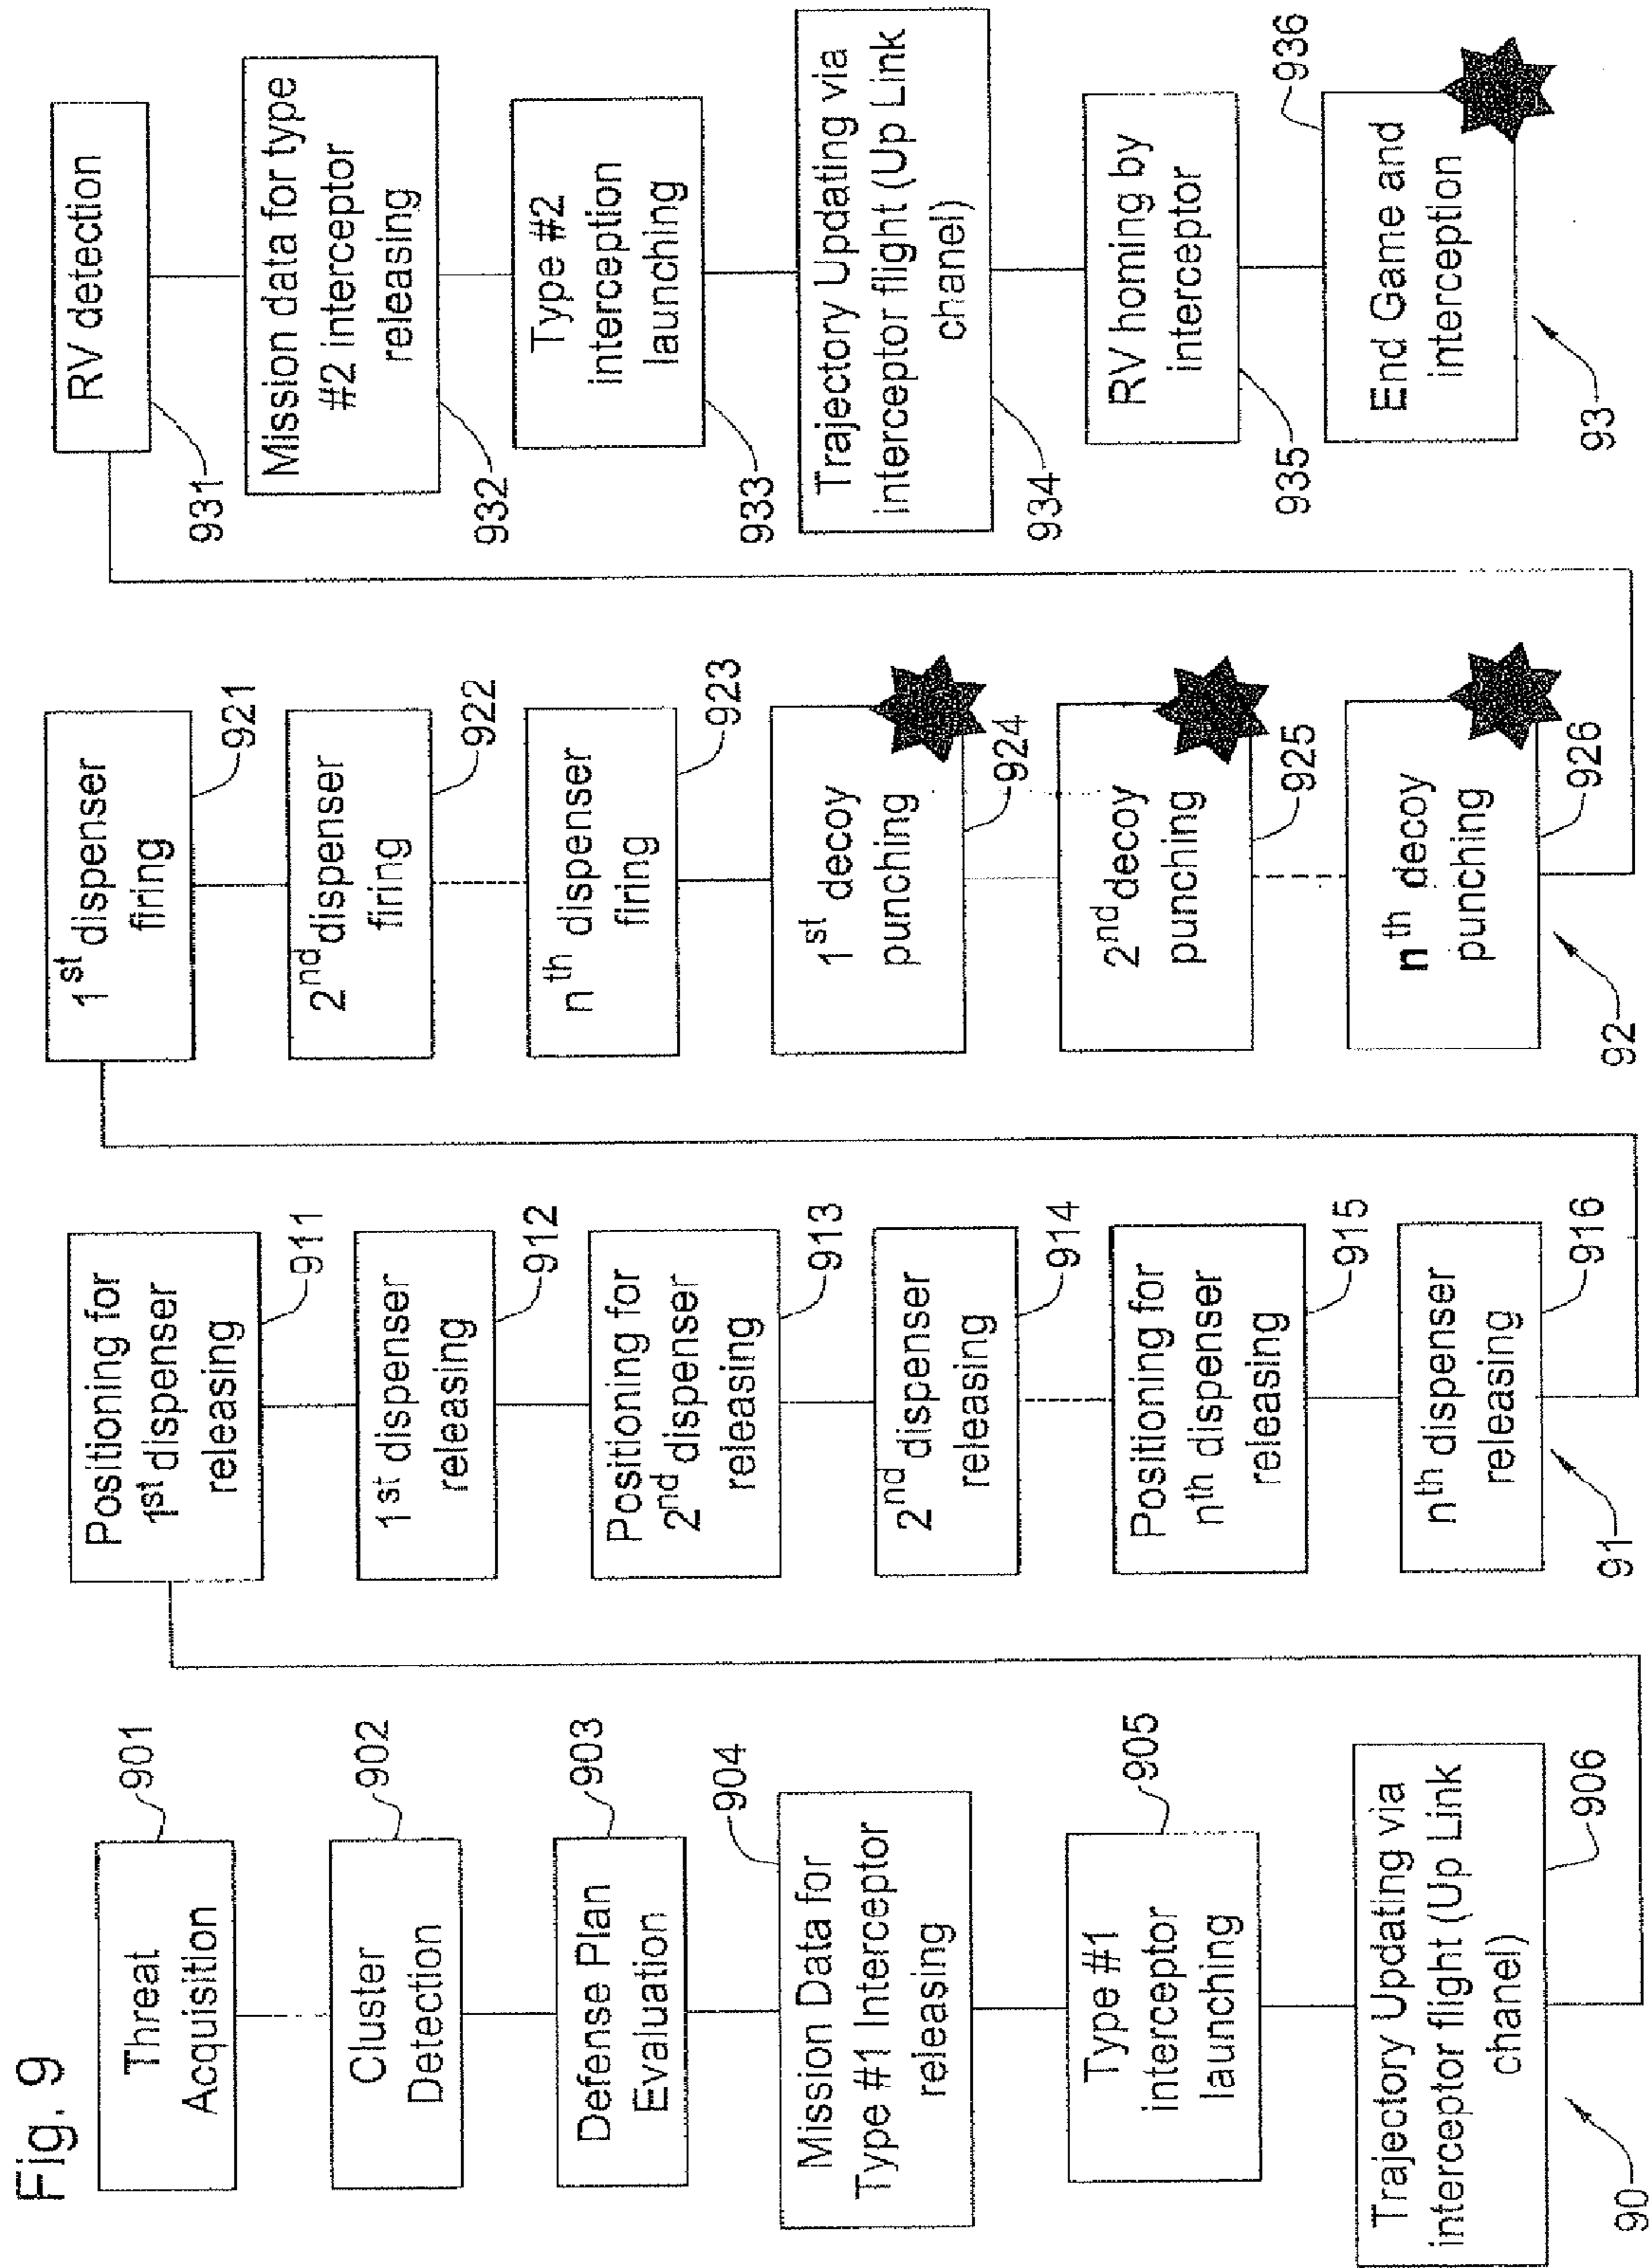 Fig. 9
Threat
Acquisition
901
Cluster
Detection
902
Defense Plan
Evaluation
903
Mission Data for
Type #1 Interceptor
releasing
904
Type #1
interceptor
launching
905
Trajectory Updating via
interceptor flight (Up Link
channel)
906
90
Positioning for
1st dispenser
releasing
911
1st dispenser
releasing
912
Positioning for
2nd dispenser
releasing
913
2nd dispenser
releasing
914
Positioning for
nth dispenser
releasing
915
nth dispenser
releasing
916
91
1st dispenser
firing
921
2nd dispenser
firing
922
nth dispenser
firing
923
1st decoy
punching
924
2nd decoy
punching
925
nth decoy
punching
926
92
RV detection
931
Mission data for type
#2 interceptor
releasing
932
Type #2
interception
launching
933
Trajectory Updating via
interceptor flight (Up Link
channel)
934
RV homing by
interceptor
935
End Game and
interception
936
93